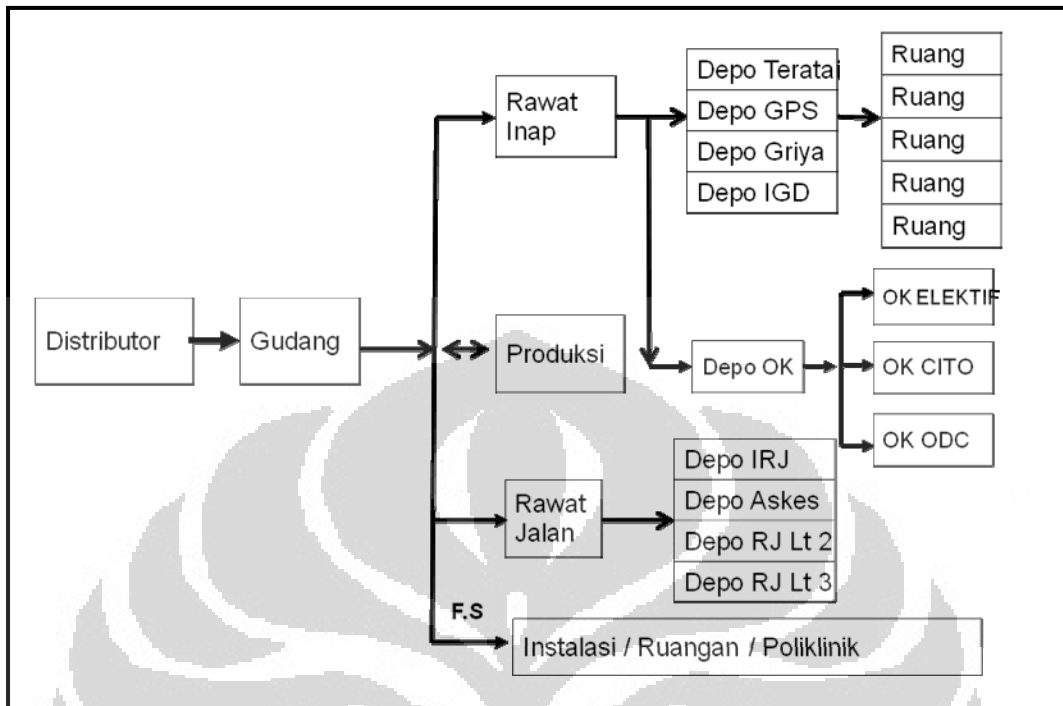 Distributor
Gudang
Rawat
Inap
Depo Teratai
Depo GPS
Depo Griya
Depo IGD
Ruang
Ruang
Ruang
Ruang
Ruang
Produksi
Depo OK
OK ELEKTIF
OK CITO
OK ODC
Rawat
Jalan
Depo IRJ
Depo Askes
Depo RJ Lt 2
Depo RJ Lt 3
F.S
Instalasi / Ruangan / Poliklinik